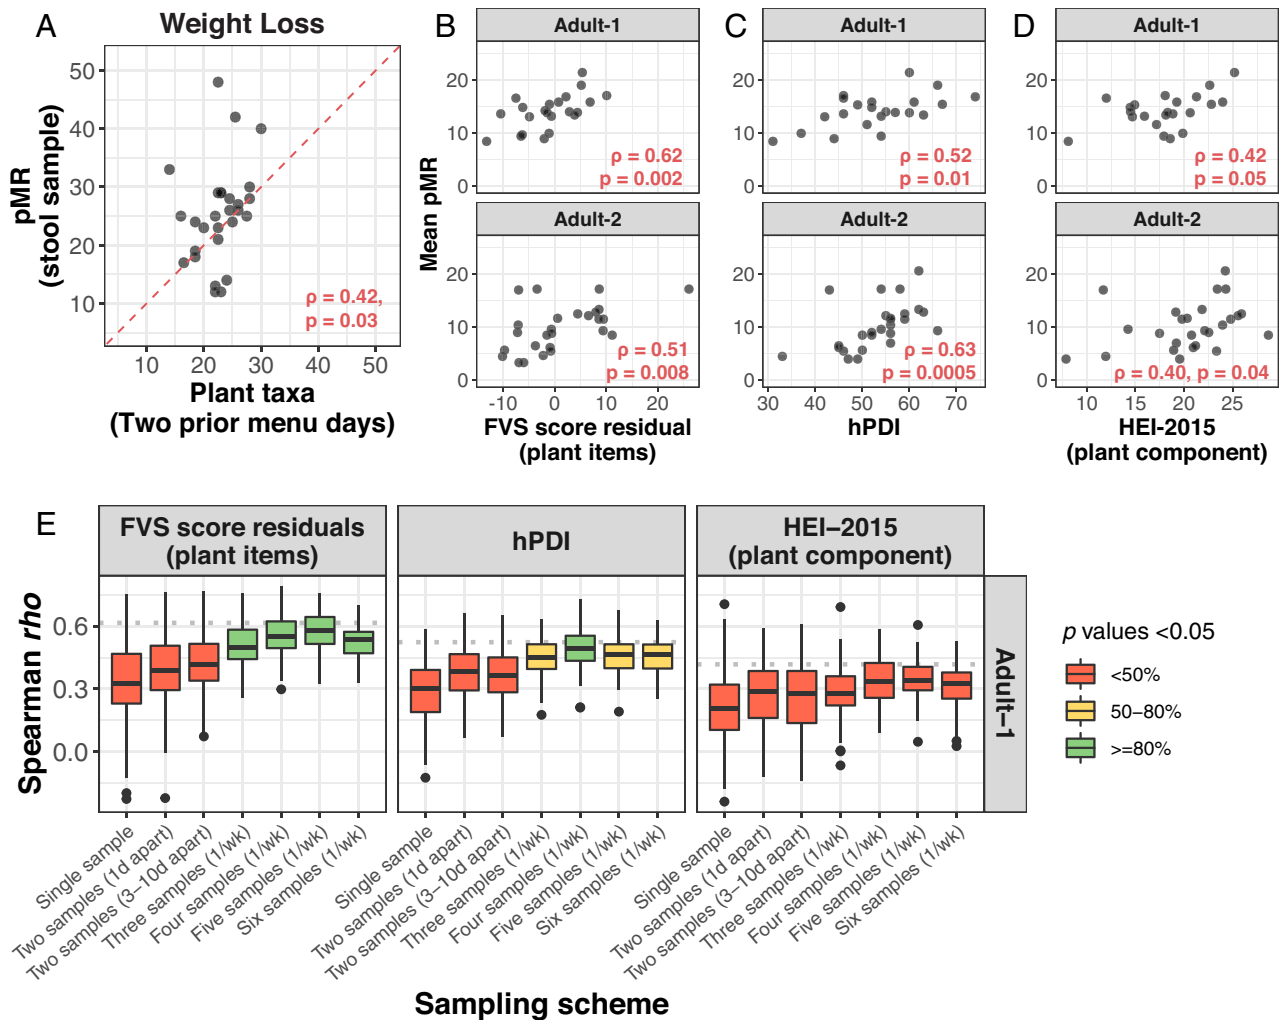 A
Weight Loss
50
40
30
20
10
pMR
(stool sample)
ρ = 0.42,
p = 0.03
10
20
30
40
50
Plant taxa
(Two prior menu days)
B
Adult-1
20
10
0
ρ = 0.62
p = 0.002
Mean pMR
Adult-2
20
10
0
ρ = 0.51
p = 0.008
-10
0
10
20
FVS score residual
(plant items)
C
Adult-1
20
10
0
ρ = 0.52
p = 0.01
Adult-2
20
10
0
ρ = 0.63
p = 0.0005
30
40
50
60
70
hPDI
D
Adult-1
20
10
0
ρ = 0.42
p = 0.05
Adult-2
20
10
0
ρ = 0.40, p = 0.04
10
15
20
25
HEI-2015
(plant component)
E
FVS score residuals
(plant items)
hPDI
HEI−2015
(plant component)
Adult−1
Spearman rho
0.6
0.3
0.0
Single sample
Two samples (1d apart)
Two samples (3−10d apart)
Three samples (1/wk)
Four samples (1/wk)
Five samples (1/wk)
Six samples (1/wk)
Single sample
Two samples (1d apart)
Two samples (3−10d apart)
Three samples (1/wk)
Four samples (1/wk)
Five samples (1/wk)
Six samples (1/wk)
Single sample
Two samples (1d apart)
Two samples (3−10d apart)
Three samples (1/wk)
Four samples (1/wk)
Five samples (1/wk)
Six samples (1/wk)
Sampling scheme
p values <0.05
<50%
50−80%
>=80%